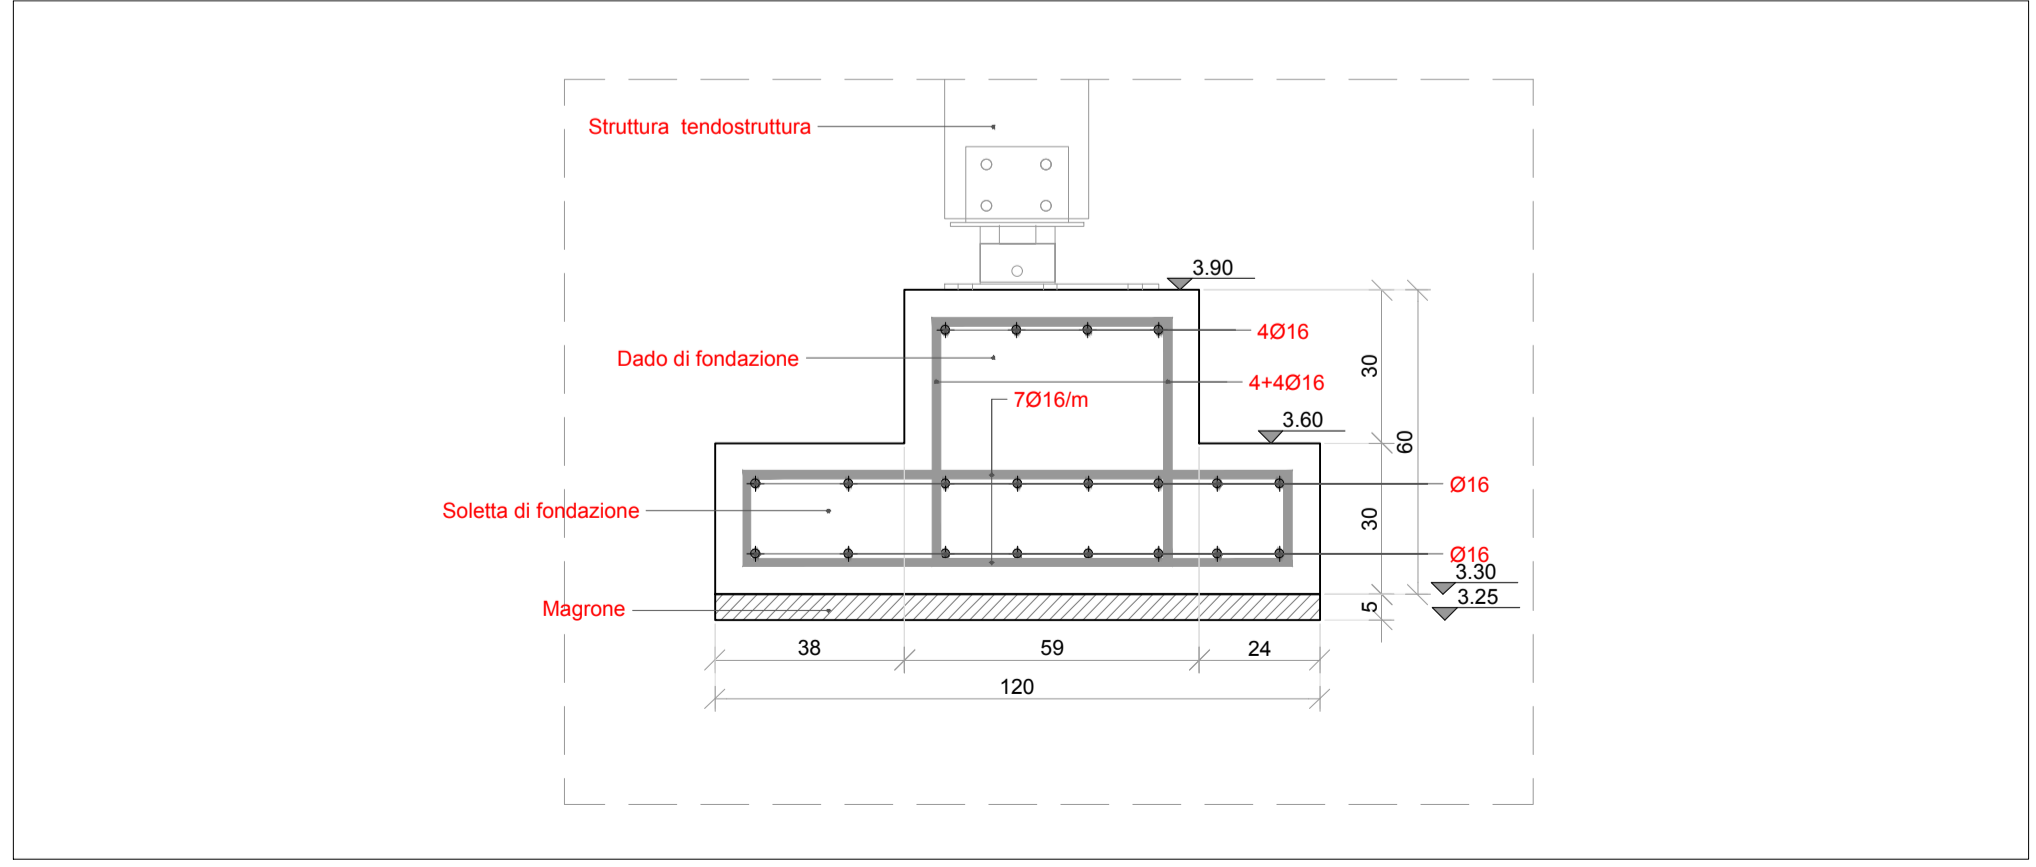 Struttura tendostruttura
3.90
4Ø16
Dado di fondazione
30
4+4Ø16
7Ø16/m
3.60
60
Ø16
Soletta di fondazione
30
Ø16
3.30
3.25
Magrone
5
38
59
24
120